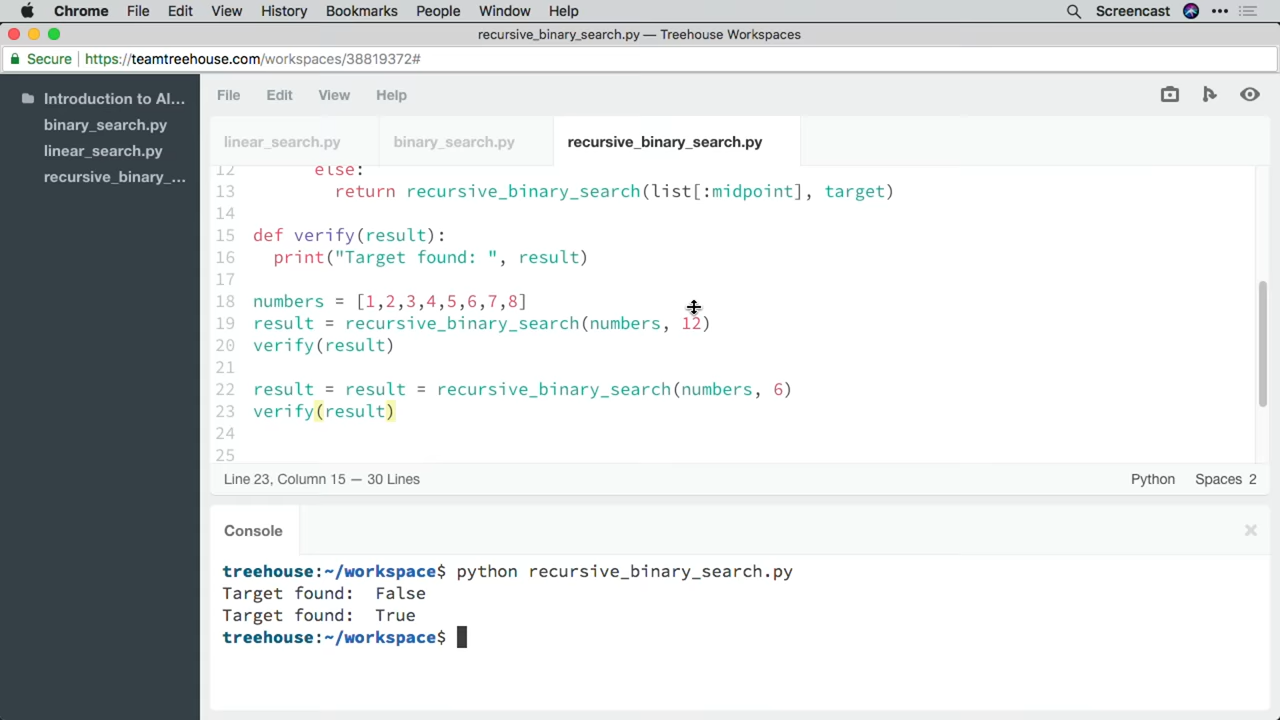 Chrome File Edit View History Bookmarks People Window Help Screencast
recursive_binary_search.py — Treehouse Workspaces
Secure https://teamtreehouse.com/workspaces/38819372#
Introduction to Al...
binary_search.py
linear_search.py
recursive_binary_...
File Edit View Help
linear_search.py binary_search.py recursive_binary_search.py
12 else:
13 return recursive_binary_search(list[:midpoint], target)
14
15 def verify(result):
16 print("Target found: ", result)
17
18 numbers = [1,2,3,4,5,6,7,8]
19 result = recursive_binary_search(numbers, 12)
20 verify(result)
21
22 result = result = recursive_binary_search(numbers, 6)
23 verify(result)
24
25
Line 23, Column 15 — 30 Lines Python Spaces 2
Console
treehouse:~/workspace$ python recursive_binary_search.py
Target found:  False
Target found:  True
treehouse:~/workspace$